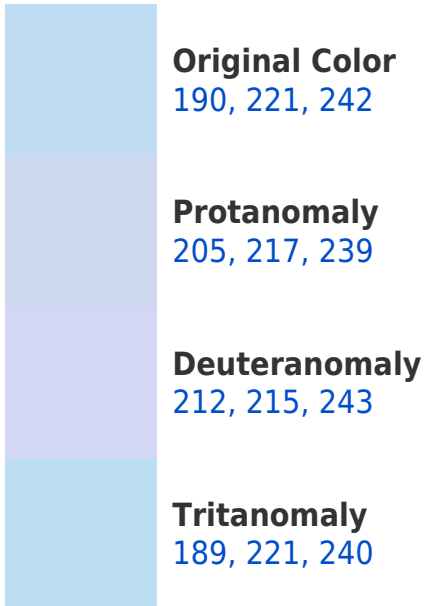 Original Color
190, 221, 242
Protanomaly
205, 217, 239
Deuteranomaly
212, 215, 243
Tritanomaly
189, 221, 240